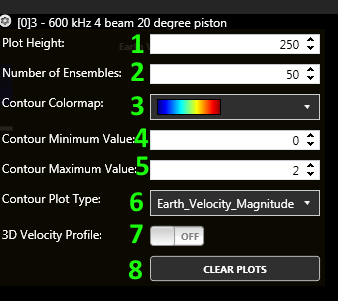 [0]3 - 600 kHz 4 beam 20 degree piston
Plot Height: 1 250
Number of Ensembles: 2 50
Contour Colormap: 3
Contour Minimum Value: 4 0
Contour Maximum Value: 5 2
Contour Plot Type: 6 Earth_Velocity_Magnitude
3D Velocity Profile: 7 OFF
8 CLEAR PLOTS